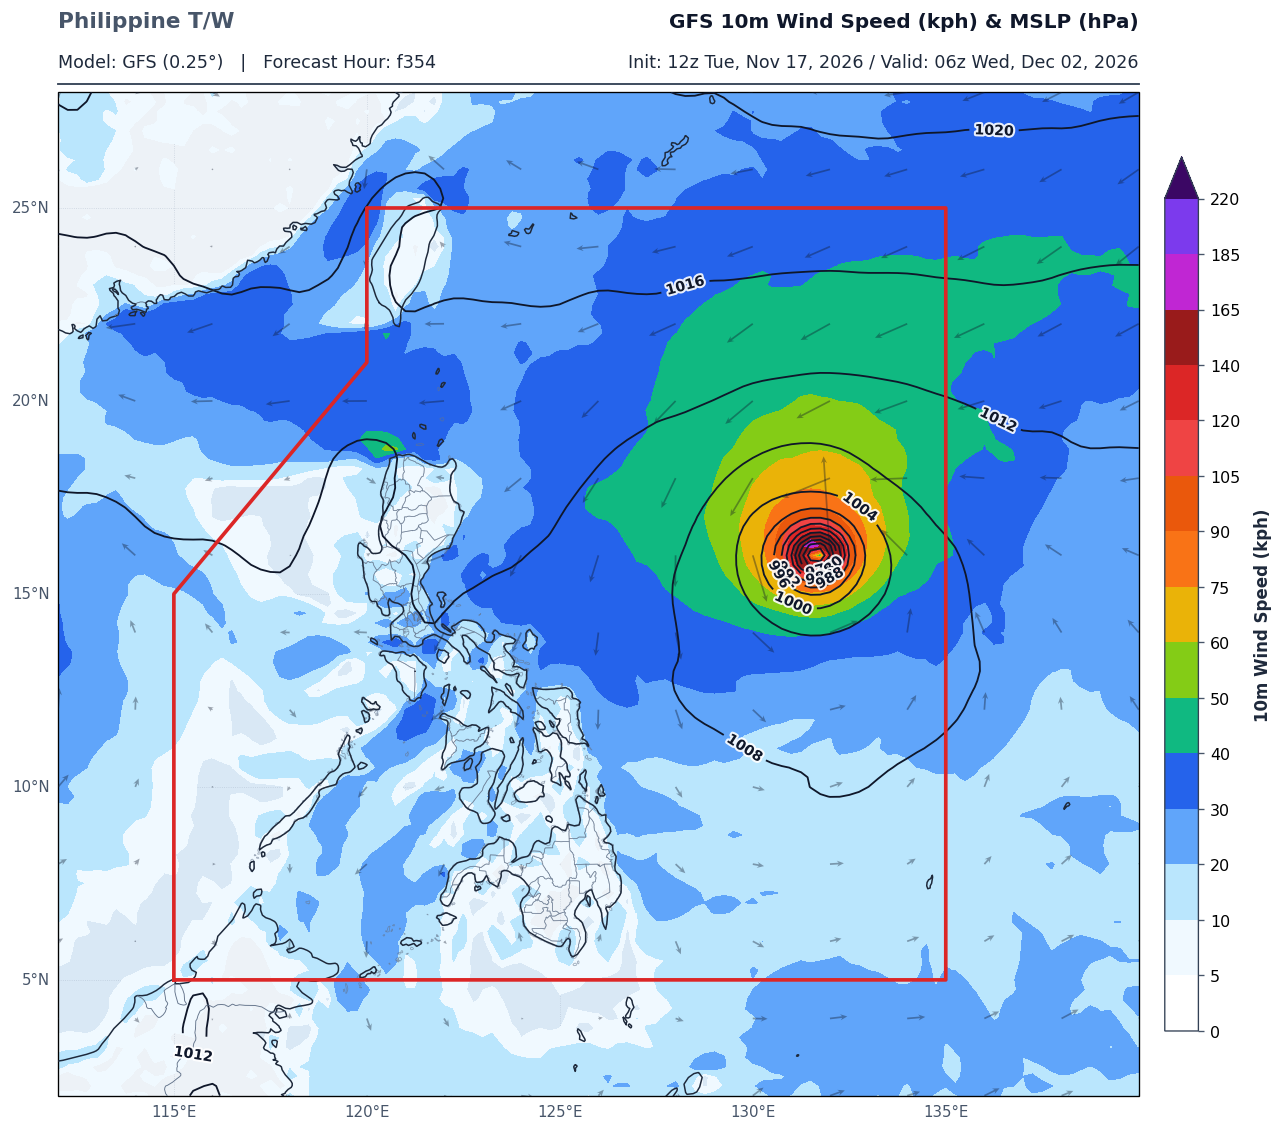 Philippine T/W
GFS 10m Wind Speed (kph) & MSLP (hPa)
Model: GFS (0.25°)   |   Forecast Hour: f354
Init: 12z Tue, Nov 17, 2026 / Valid: 06z Wed, Dec 02, 2026
1020
25°N
1016
20°N
1012
1004
15°N
992
996
988
1000
1008
10°N
5°N
1012
115°E
120°E
125°E
130°E
135°E
220
185
165
140
120
105
90
75
60
50
40
30
20
10
5
0
10m Wind Speed (kph)